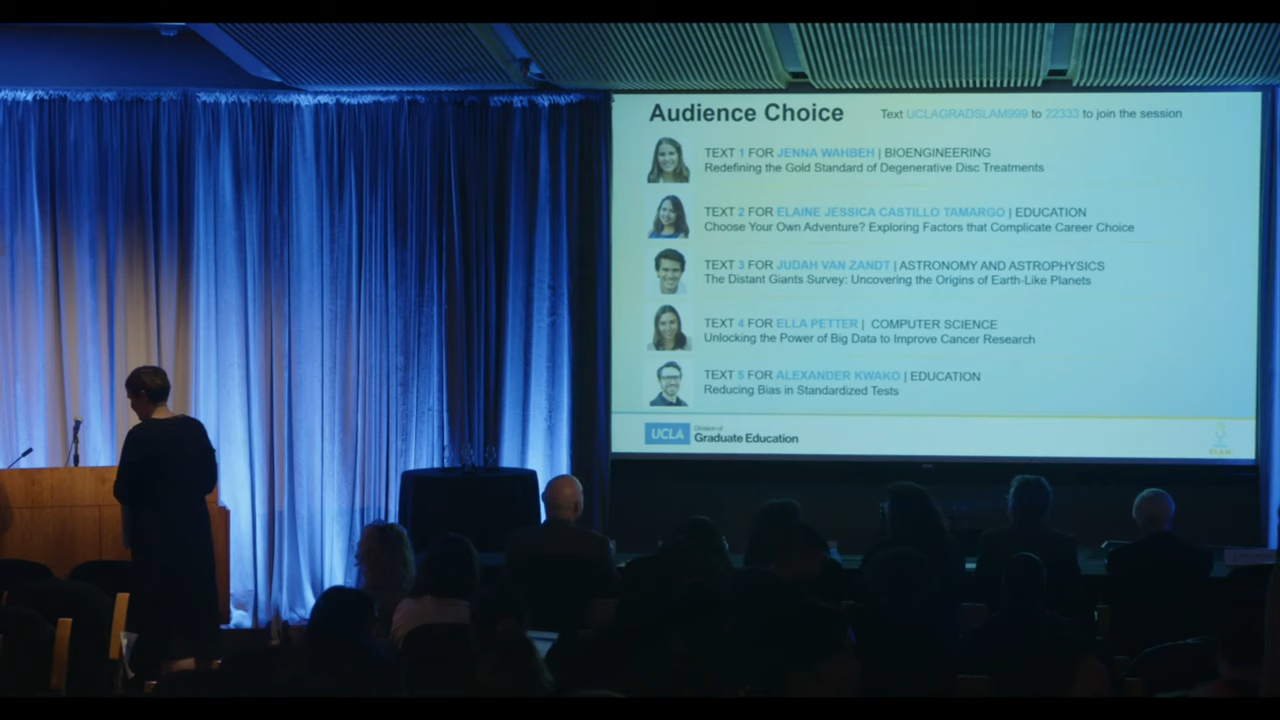 Audience Choice
Text UCLAGRADSLAM999 to 22333 to join the session
TEXT 1 FOR JENNA WAHBEH | BIOENGINEERING
Redefining the Gold Standard of Degenerative Disc Treatments
TEXT 2 FOR ELAINE JESSICA CASTILLO TAMARGO | EDUCATION
Choose Your Own Adventure? Exploring Factors that Complicate Career Choice
TEXT 3 FOR JUDAH VAN ZANDT | ASTRONOMY AND ASTROPHYSICS
The Distant Giants Survey: Uncovering the Origins of Earth-Like Planets
TEXT 4 FOR ELLA PETTER | COMPUTER SCIENCE
Unlocking the Power of Big Data to Improve Cancer Research
TEXT 5 FOR ALEXANDER KWAKO | EDUCATION
Reducing Bias in Standardized Tests
UCLA
Division of
Graduate Education
SLAM